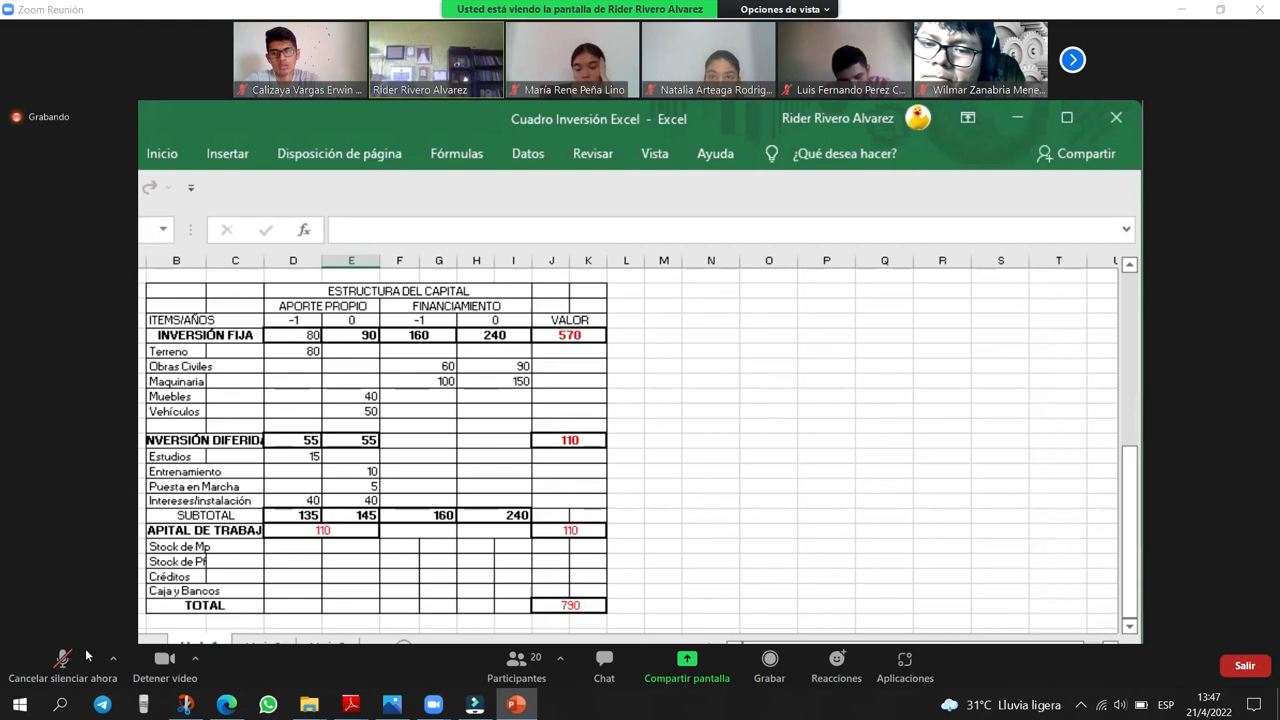 Zoom Reunión
Usted está viendo la pantalla de Rider Rivero Alvarez
Opciones de vista
Calizaya Vargas Erwin ...
Rider Rivero Alvarez
María Rene Peña Lino
Natalia Arteaga Rodrig...
Luis Fernando Perez C...
Wilmar Zanabria Mene...
Grabando
Cuadro Inversión Excel - Excel
Rider Rivero Alvarez
Inicio Insertar Disposición de página Fórmulas Datos Revisar Vista Ayuda ¿Qué desea hacer? Compartir
fx
B C D E F G H I J K L M N O P Q R S T
ESTRUCTURA DEL CAPITAL
APORTE PROPIO FINANCIAMIENTO
ITEMS/AÑOS -1 0 -1 0 VALOR
INVERSIÓN FIJA 80 90 160 240 570
Terreno 80
Obras Civiles 60 90
Maquinaria 100 150
Muebles 40
Vehículos 50
NVERSIÓN DIFERIDA 55 55 110
Estudios 15
Entrenamiento 10
Puesta en Marcha 5
Intereses/instalación 40 40
SUBTOTAL 135 145 160 240
APITAL DE TRABAJ 110 110
Stock de Mp
Stock de Pf
Créditos
Caja y Bancos
TOTAL 790
Cancelar silenciar ahora
Detener vídeo
20
Participantes
Chat
Compartir pantalla
Grabar
Reacciones
Aplicaciones
Salir
31°C Lluvia ligera
ESP
13:47
21/4/2022